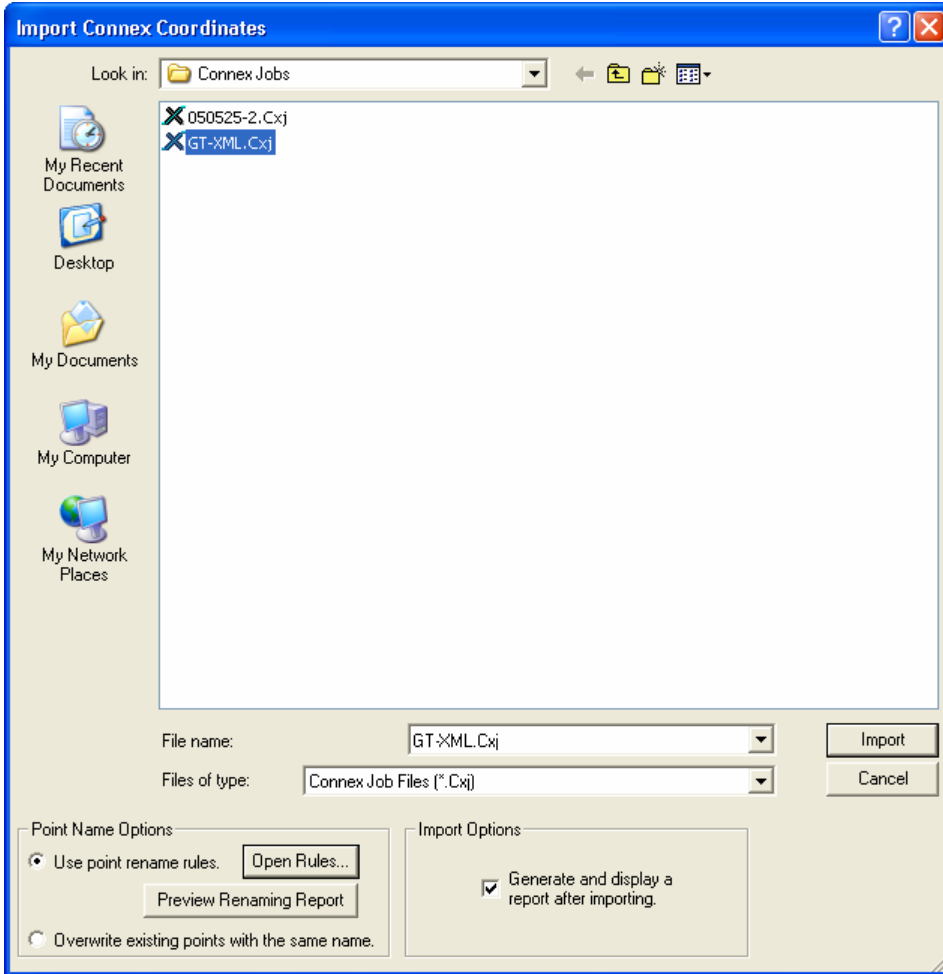 Import Connex Coordinates
Look in:
Connex Jobs
050525-2.Cxj
GT-XML.Cxj
My Recent
Documents
Desktop
My Documents
My Computer
My Network
Places
File name:
GT-XML.Cxj
Import
Files of type:
Connex Job Files (*.Cxj)
Cancel
Point Name Options
Use point rename rules.
Open Rules...
Preview Renaming Report
Overwrite existing points with the same name.
Import Options
Generate and display a
report after importing.